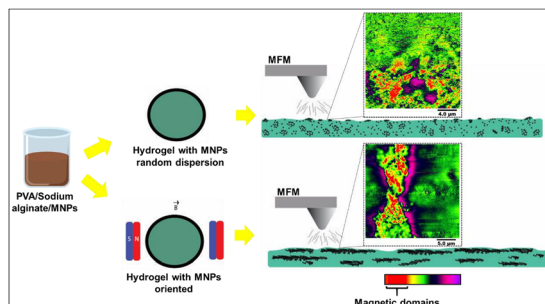 PVA/Sodium
alginate/MNPs
Hydrogel with MNPs
random dispersion
B
S N
Hydrogel with MNPs
oriented
MFM
4.0 µm
MFM
5.0 µm
Magnetic domains